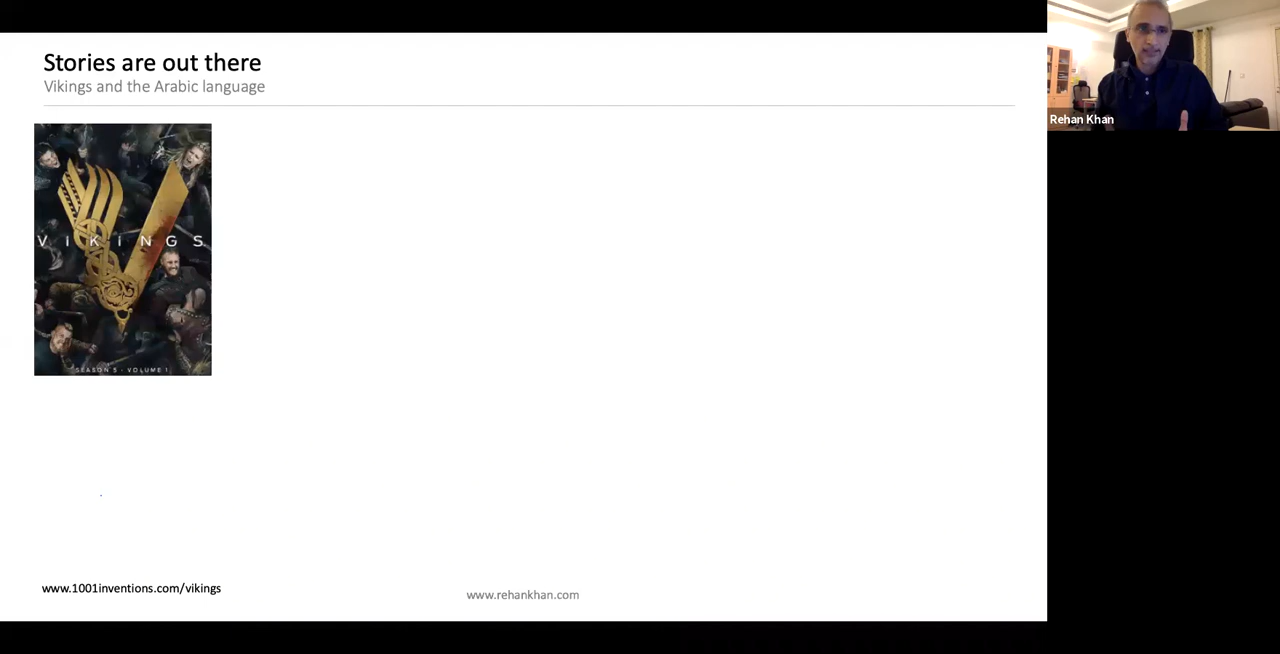 Stories are out there
Vikings and the Arabic language
VIKINGS
SEASON 5 - VOLUME 1
www.1001inventions.com/vikings
www.rehankhan.com
Rehan Khan